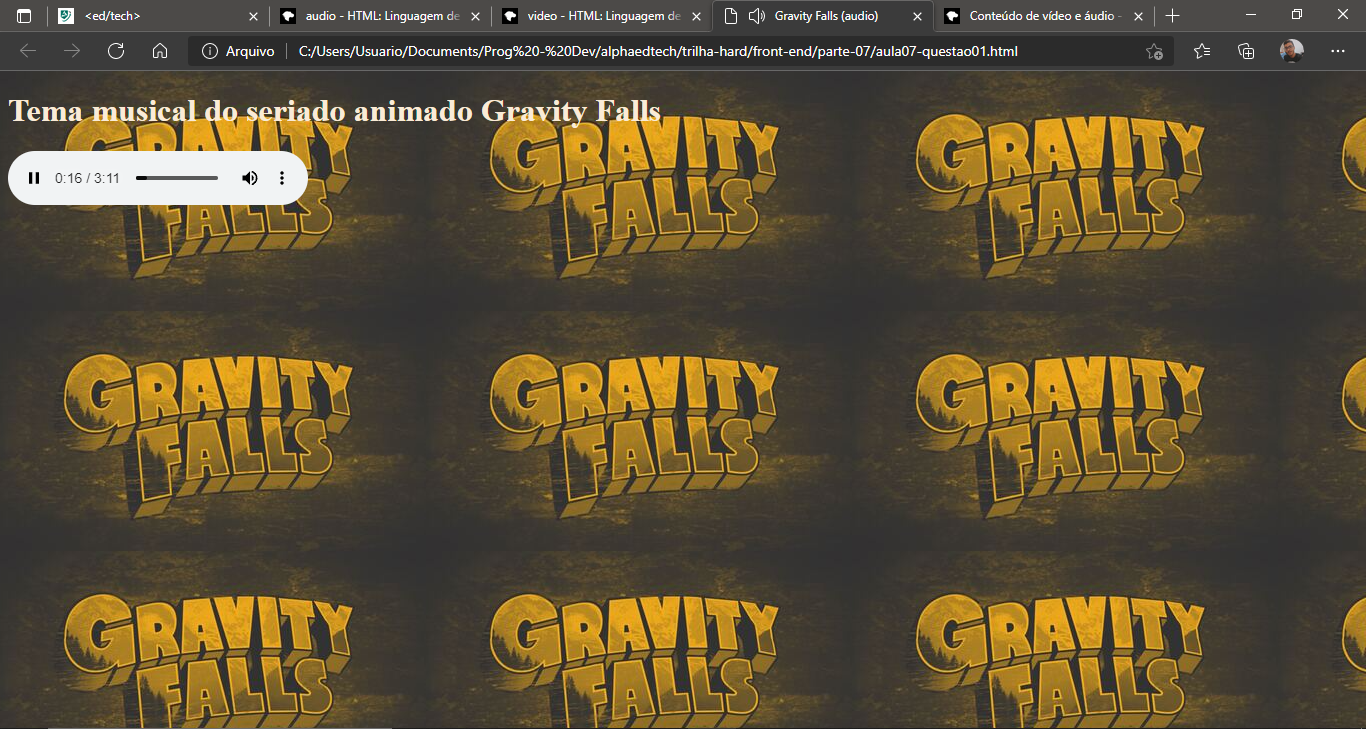 <ed/tech>
audio - HTML: Linguagem de
video - HTML: Linguagem de
Gravity Falls (audio)
Conteúdo de vídeo e áudio -
Arquivo
C:/Users/Usuario/Documents/Prog%20-%20Dev/alphaedtech/trilha-hard/front-end/parte-07/aula07-questao01.html
Tema musical do seriado animado Gravity Falls
0:16 / 3:11
GRAVITY GRAVITY GRAVITY
FALLS FALLS FALLS
GRAVITY GRAVITY GRAVITY
FALLS FALLS FALLS
GRAVITY GRAVITY GRAVITY
FALLS FALLS FALLS